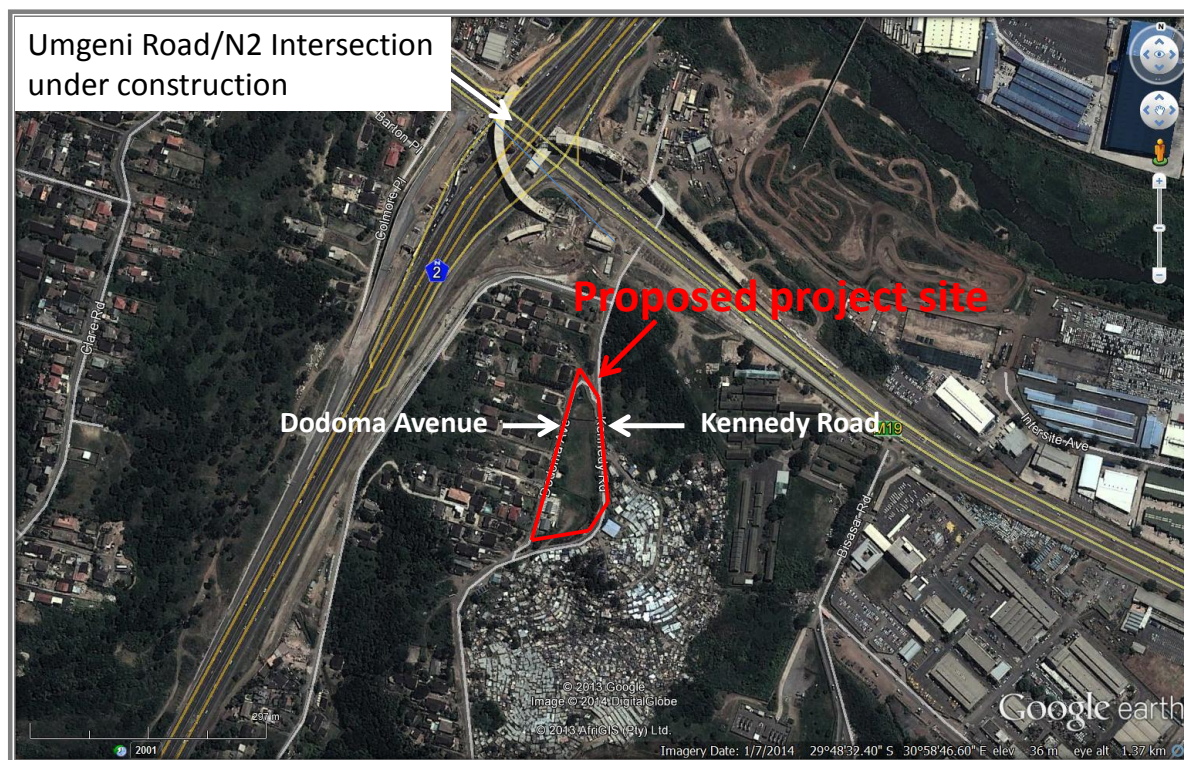 Umgeni Road/N2 Intersection
under construction
N
Barton Pl
Colmore Pl
N
2
Clare Rd
Proposed project site
Dodoma Avenue
Kennedy Road
M19
Dodoma Ave
Kennedy Rd
Intersite Ave
Bisasar Rd
© 2013 Google
Image © 2014 DigitalGlobe
© 2013 AfriGIS (Pty) Ltd.
Google earth
297 m
2001
Imagery Date: 1/7/2014 29°48'32.40" S 30°58'46.60" E elev 36 m eye alt 1.37 km